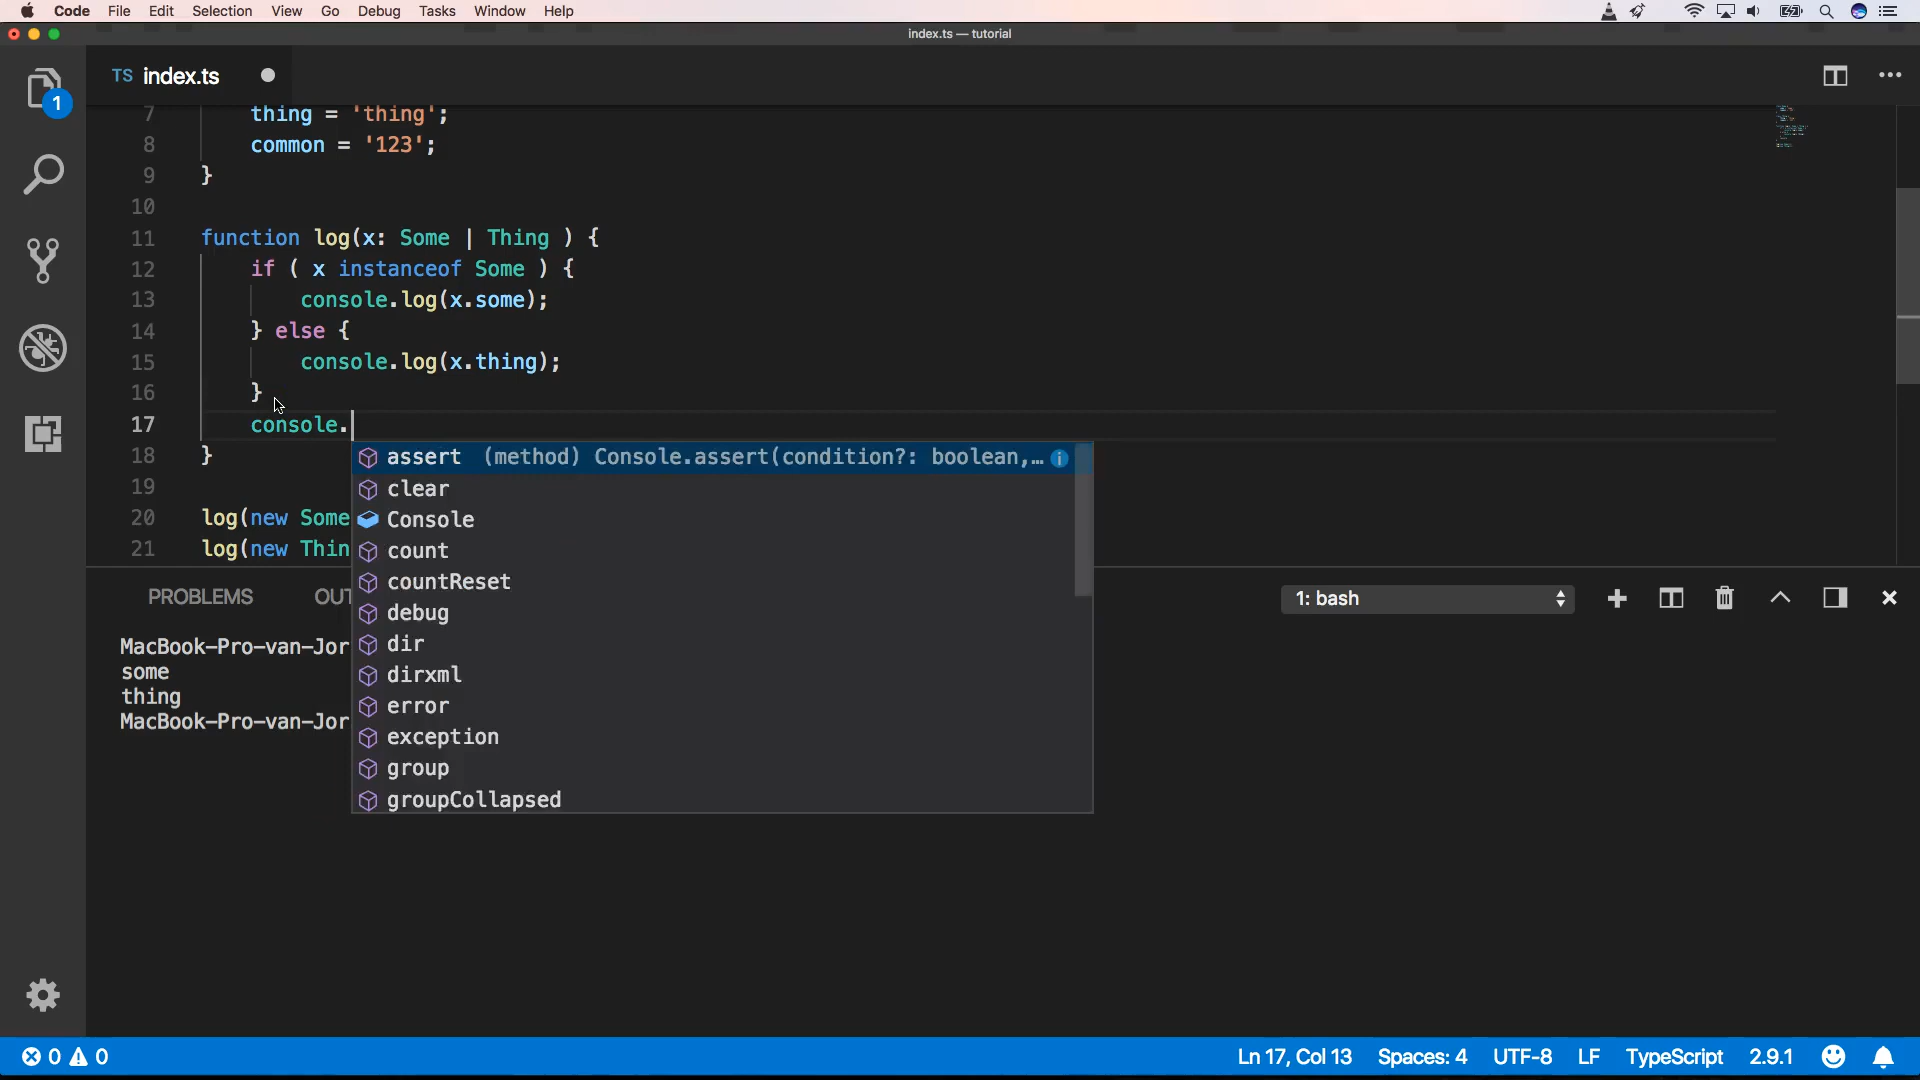 Code File Edit Selection View Go Debug Tasks Window Help
index.ts — tutorial
TS index.ts
1
7 thing = 'thing';
8 common = '123';
9 }
10
11 function log(x: Some | Thing ) {
12 if ( x instanceof Some ) {
13 console.log(x.some);
14 } else {
15 console.log(x.thing);
16 }
17 console.
18 }
19
20 log(new Some
21 log(new Thin
assert (method) Console.assert(condition?: boolean,…
clear
Console
count
countReset
debug
dir
dirxml
error
exception
group
groupCollapsed
PROBLEMS OUT 1: bash
MacBook-Pro-van-Jor
some
thing
MacBook-Pro-van-Jor
0 0 Ln 17, Col 13 Spaces: 4 UTF-8 LF TypeScript 2.9.1